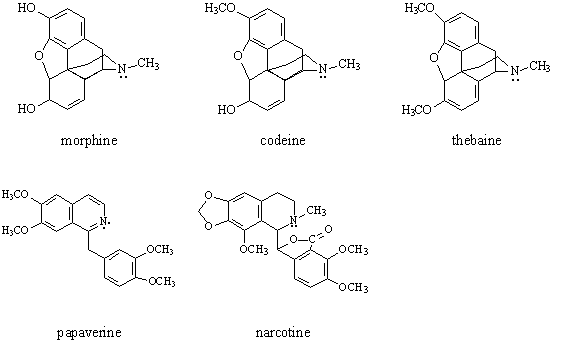 HO
O
N
CH₃
HO
morphine
H₃CO
O
N
CH₃
HO
codeine
H₃CO
O
N
CH₃
H₃CO
thebaine
H₃CO
H₃CO
N
OCH₃
OCH₃
papaverine
O
O
N
CH₃
OCH₃
O
C
O
OCH₃
OCH₃
narcotine